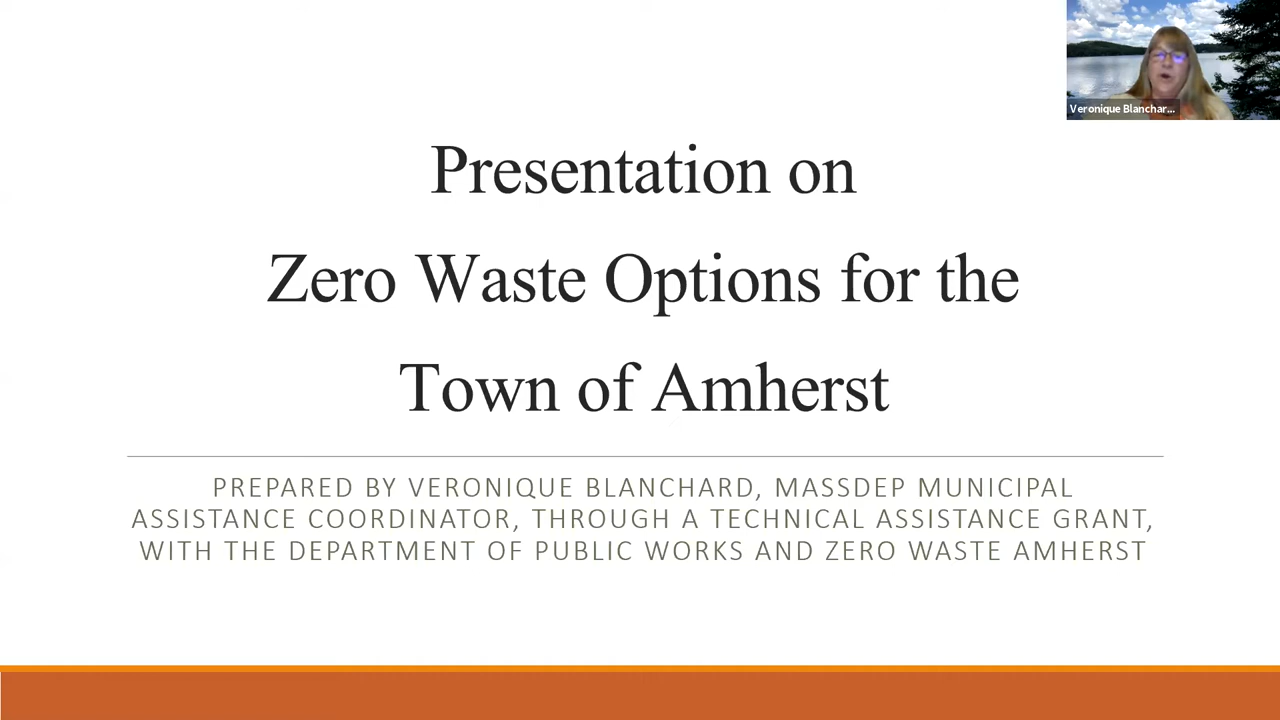 Veronique Blanchar...
Presentation on
Zero Waste Options for the
Town of Amherst
PREPARED BY VERONIQUE BLANCHARD, MASSDEP MUNICIPAL
ASSISTANCE COORDINATOR, THROUGH A TECHNICAL ASSISTANCE GRANT,
WITH THE DEPARTMENT OF PUBLIC WORKS AND ZERO WASTE AMHERST